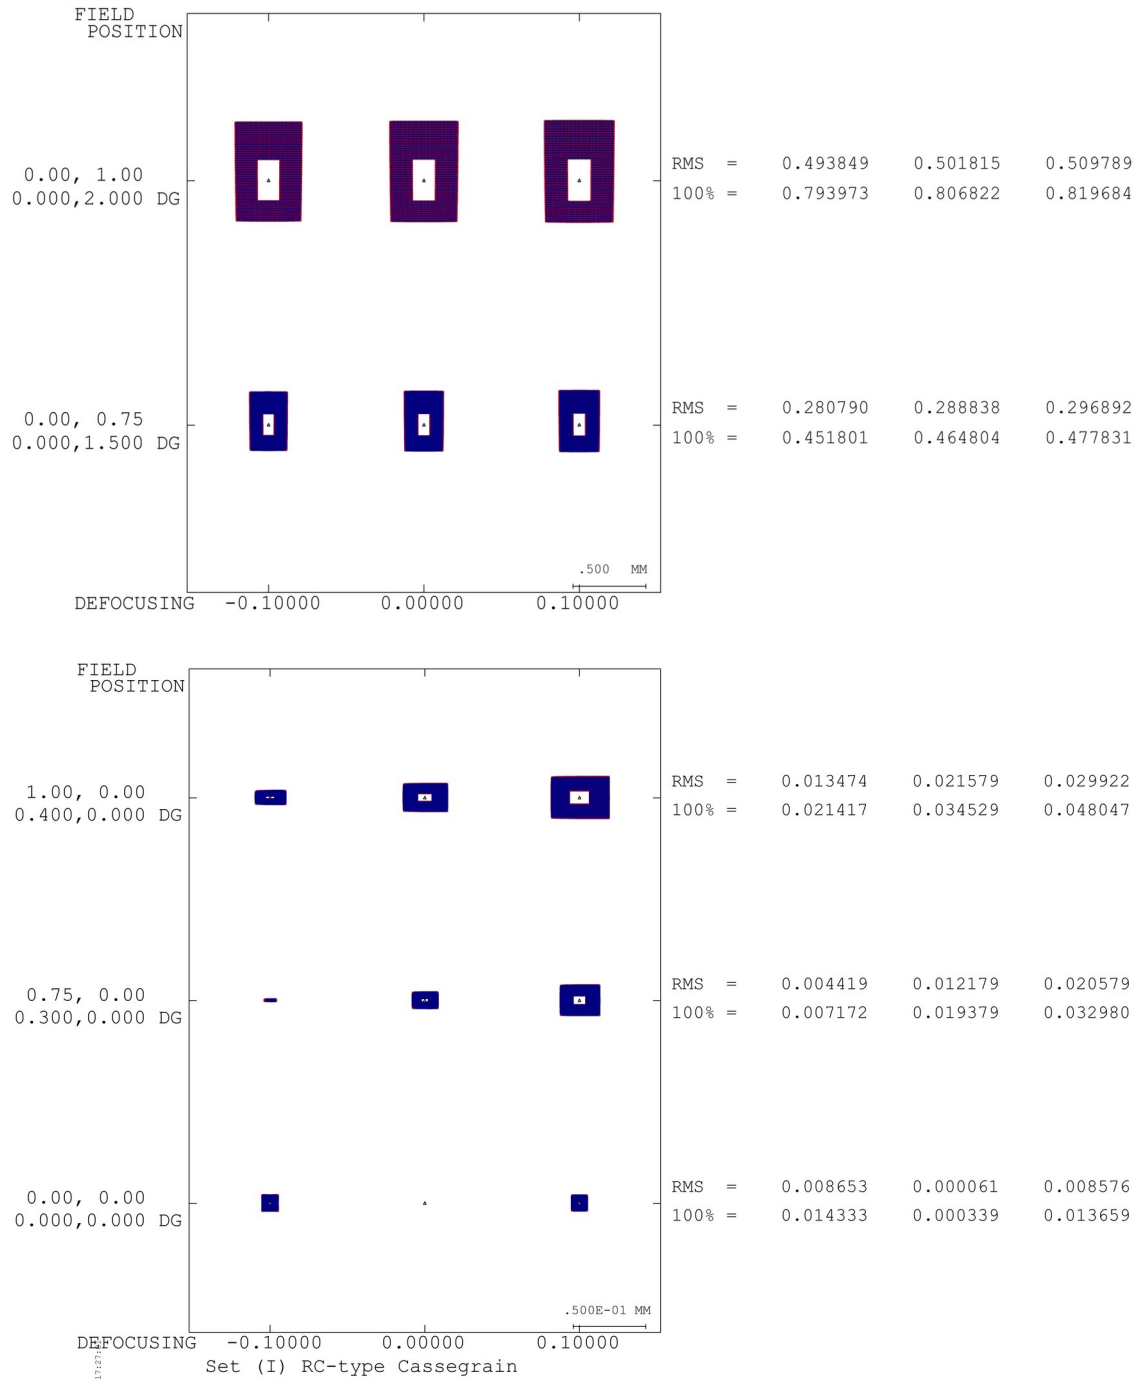 FIELD
POSITION
0.00, 1.00
0.000,2.000 DG
RMS = 0.493849 0.501815 0.509789
100% = 0.793973 0.806822 0.819684
0.00, 0.75
0.000,1.500 DG
RMS = 0.280790 0.288838 0.296892
100% = 0.451801 0.464804 0.477831
.500 MM
DEFOCUSING -0.10000 0.00000 0.10000
FIELD
POSITION
1.00, 0.00
0.400,0.000 DG
RMS = 0.013474 0.021579 0.029922
100% = 0.021417 0.034529 0.048047
0.75, 0.00
0.300,0.000 DG
RMS = 0.004419 0.012179 0.020579
100% = 0.007172 0.019379 0.032980
0.00, 0.00
0.000,0.000 DG
RMS = 0.008653 0.000061 0.008576
100% = 0.014333 0.000339 0.013659
.500E-01 MM
DEFOCUSING -0.10000 0.00000 0.10000
Set (I) RC-type Cassegrain